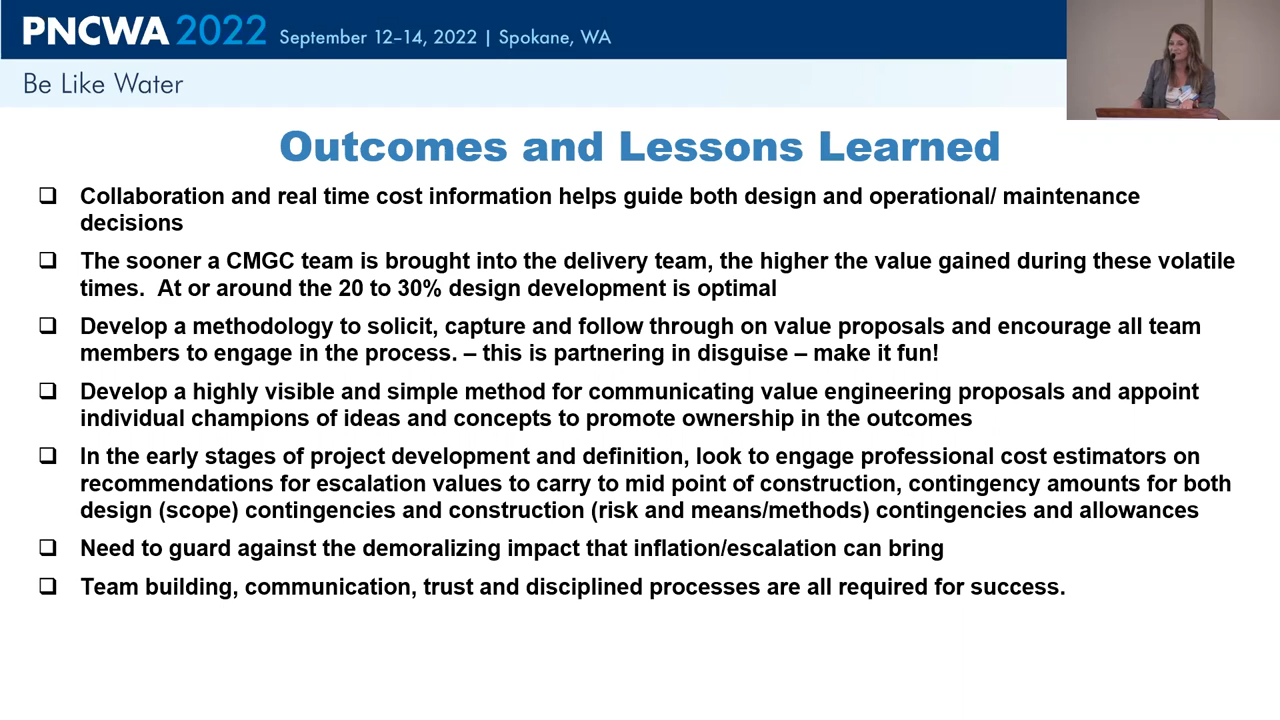 PNCWA 2022 September 12–14, 2022 | Spokane, WA
Be Like Water
Outcomes and Lessons Learned
❑ Collaboration and real time cost information helps guide both design and operational/ maintenance
decisions
❑ The sooner a CMGC team is brought into the delivery team, the higher the value gained during these volatile
times.  At or around the 20 to 30% design development is optimal
❑ Develop a methodology to solicit, capture and follow through on value proposals and encourage all team
members to engage in the process. – this is partnering in disguise – make it fun!
❑ Develop a highly visible and simple method for communicating value engineering proposals and appoint
individual champions of ideas and concepts to promote ownership in the outcomes
❑ In the early stages of project development and definition, look to engage professional cost estimators on
recommendations for escalation values to carry to mid point of construction, contingency amounts for both
design (scope) contingencies and construction (risk and means/methods) contingencies and allowances
❑ Need to guard against the demoralizing impact that inflation/escalation can bring
❑ Team building, communication, trust and disciplined processes are all required for success.